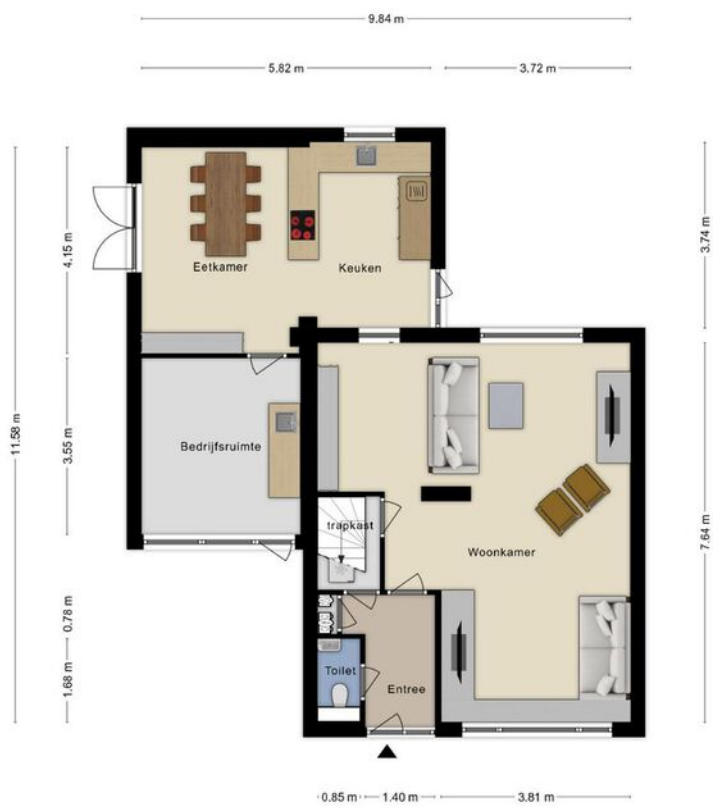 9.84 m
5.82 m
3.72 m
Eetkamer
Keuken
4.15 m
3.74 m
11.58 m
3.55 m
Bedrijfsruimte
trapkast
Woonkamer
7.64 m
0.78 m
1.68 m
Toilet
Entree
0.85 m
1.40 m
3.81 m